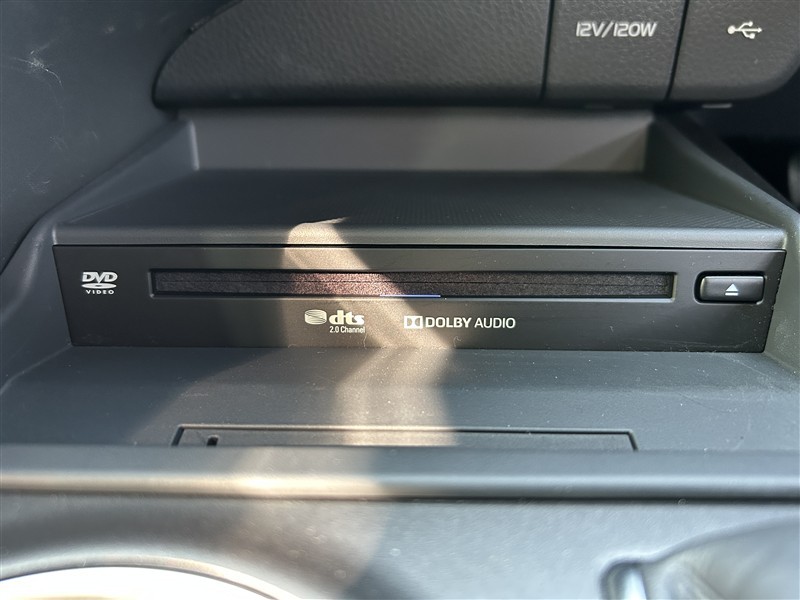 12V/120W
DVD
VIDEO
dts
2.0 Channel
DOLBY AUDIO